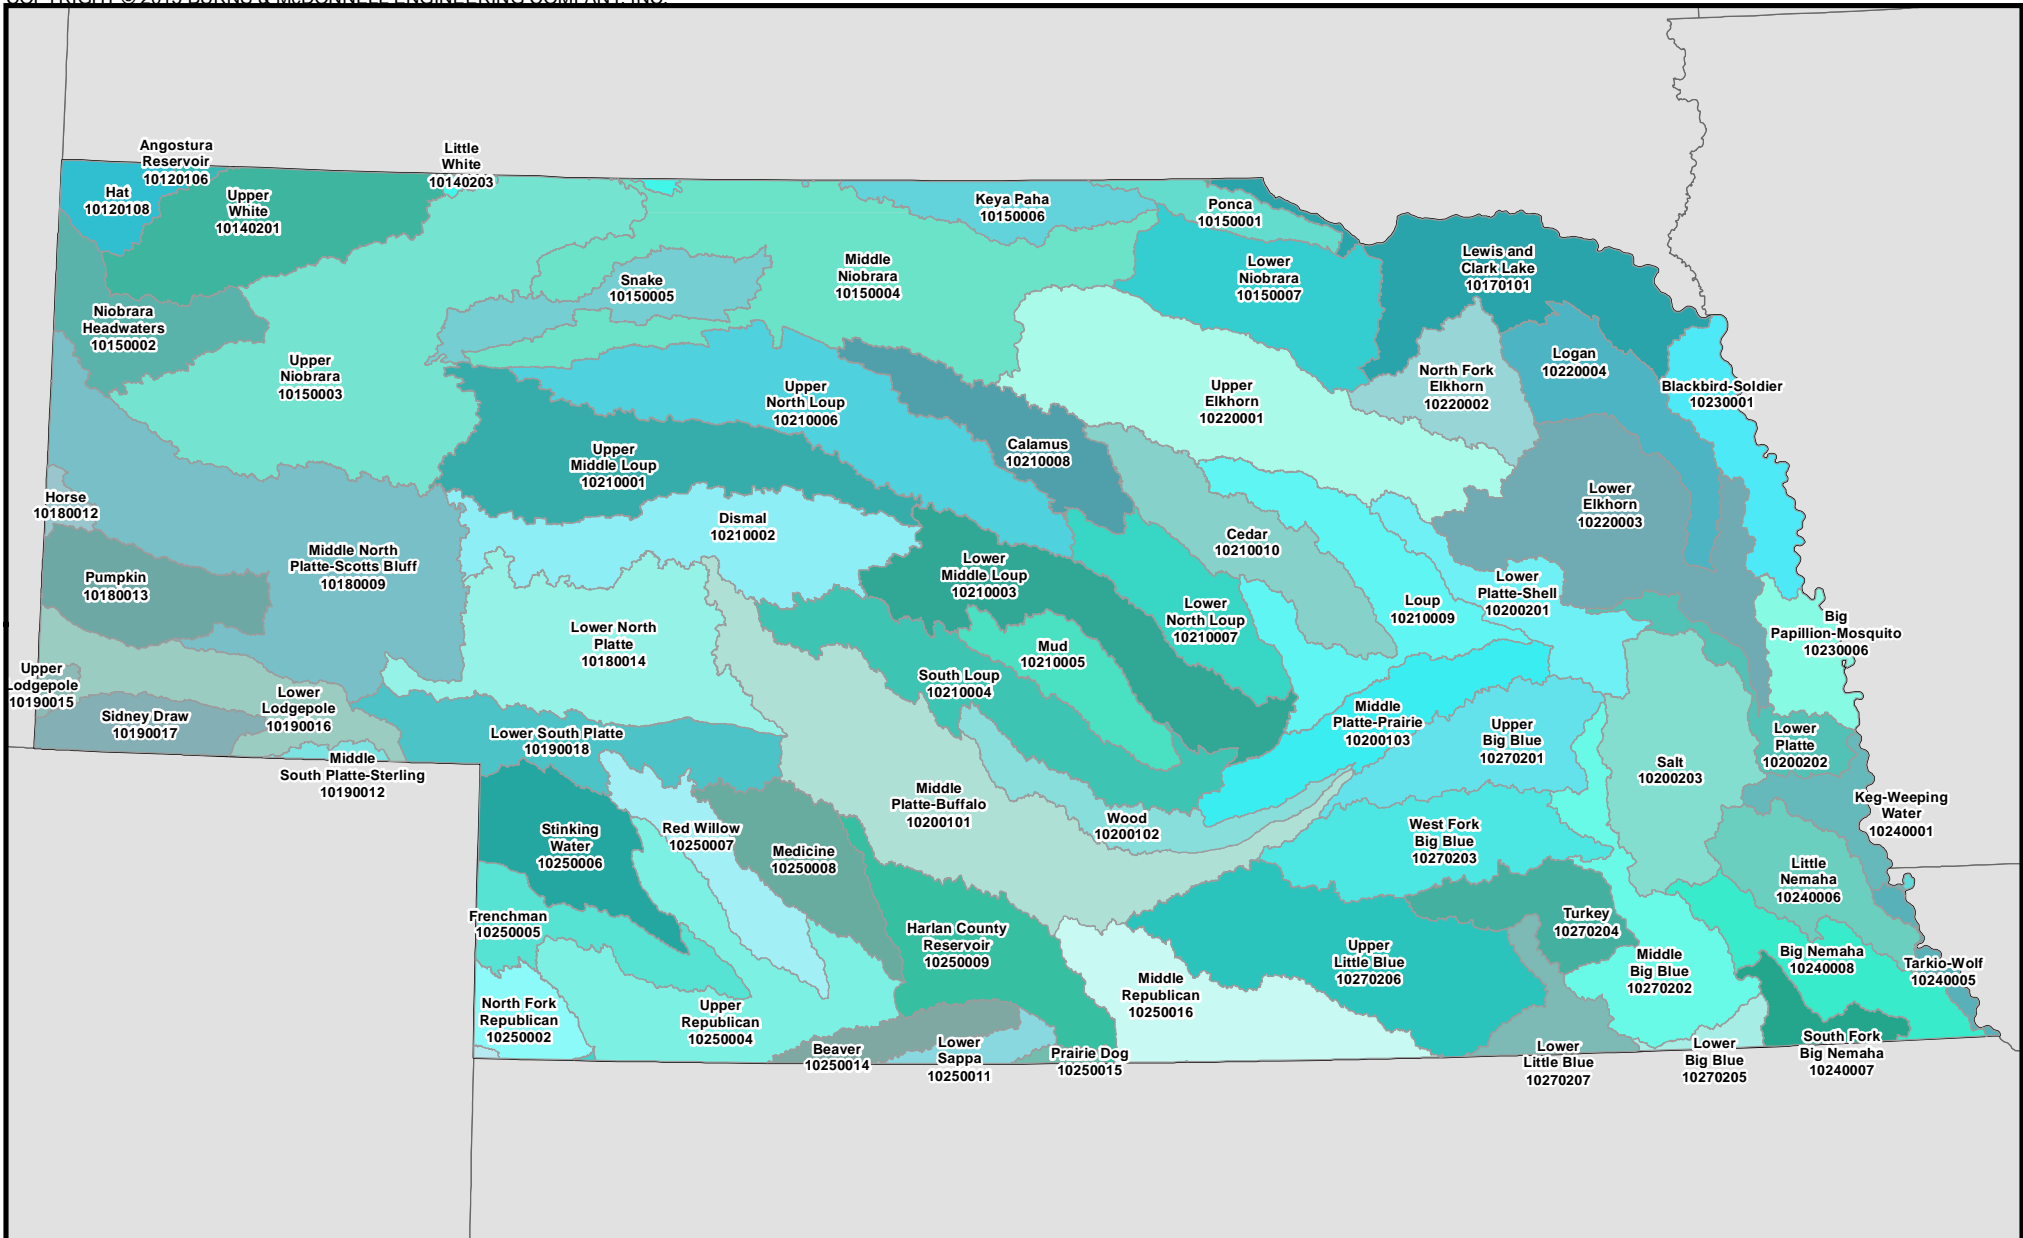 COPYRIGHT © 2015 BURNS & McDONNELL ENGINEERING COMPANY, INC.
Angostura
Reservoir
10120106
Hat
10120108
Upper
White
10140201
Little
White
10140203
Keya Paha
10150006
Ponca
10150001
Lewis and
Clark Lake
10170101
Niobrara
Headwaters
10150002
Snake
10150005
Middle
Niobrara
10150004
Lower
Niobrara
10150007
Upper
Niobrara
10150003
Upper
North Loup
10210006
Upper
Elkhorn
10220001
North Fork
Elkhorn
10220002
Logan
10220004
Blackbird-Soldier
10230001
Upper
Middle Loup
10210001
Calamus
10210008
Horse
10180012
Dismal
10210002
Cedar
10210010
Lower
Elkhorn
10220003
Pumpkin
10180013
Middle North
Platte-Scotts Bluff
10180009
Lower
Middle Loup
10210003
Lower
Platte-Shell
10200201
Lower North
Platte
10180014
Mud
10210005
Lower
North Loup
10210007
Loup
10210009
Big
Papillion-Mosquito
10230006
Upper
Lodgepole
10190015
Sidney Draw
10190017
Lower
Lodgepole
10190016
South Loup
10210004
Middle
Platte-Prairie
10200103
Upper
Big Blue
10270201
Lower
Platte
10200202
Middle
South Platte-Sterling
10190012
Lower South Platte
10190018
Salt
10200203
Middle
Platte-Buffalo
10200101
Wood
10200102
Keg-Weeping
Water
10240001
Stinking
Water
10250006
Red Willow
10250007
Medicine
10250008
West Fork
Big Blue
10270203
Little
Nemaha
10240006
Frenchman
10250005
Harlan County
Reservoir
10250009
Turkey
10270204
Upper
Little Blue
10270206
Middle
Big Blue
10270202
Big Nemaha
10240008
Tarkio-Wolf
10240005
North Fork
Republican
10250002
Upper
Republican
10250004
Middle
Republican
10250016
Beaver
10250014
Lower
Sappa
10250011
Prairie Dog
10250015
Lower
Little Blue
10270207
Lower
Big Blue
10270205
South Fork
Big Nemaha
10240007